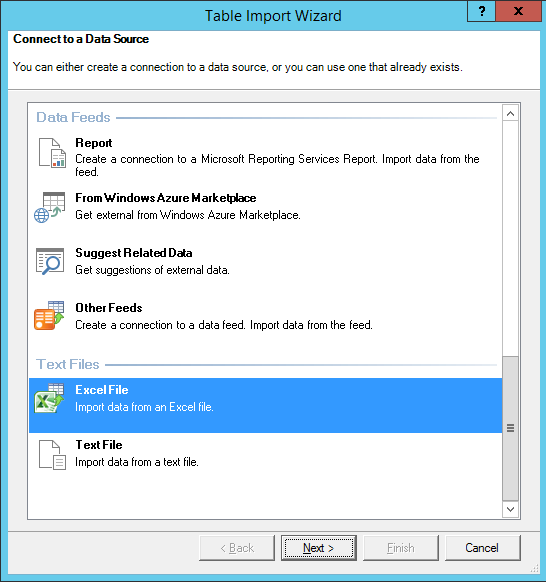 Table Import Wizard
?
x
Connect to a Data Source
You can either create a connection to a data source, or you can use one that already exists.
Data Feeds
Report
Create a connection to a Microsoft Reporting Services Report. Import data from the
feed.
From Windows Azure Marketplace
Get external from Windows Azure Marketplace.
Suggest Related Data
Get suggestions of external data.
Other Feeds
Create a connection to a data feed. Import data from the feed.
Text Files
Excel File
Import data from an Excel file.
Text File
Import data from a text file.
< Back
Next >
Finish
Cancel